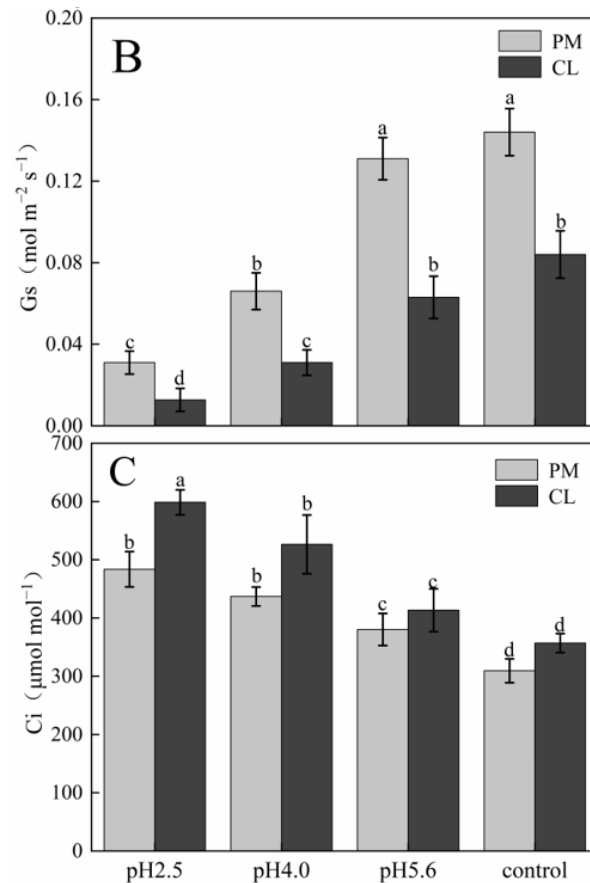 B
PM
CL
Gs (mol m−2 s−1)
0.20
0.16
0.12
0.08
0.04
0.00
c
d
b
c
a
b
a
b
C
PM
CL
Ci (μmol mol−1)
700
600
500
400
300
200
100
0
b
a
b
b
c
c
d
d
pH2.5 pH4.0 pH5.6 control